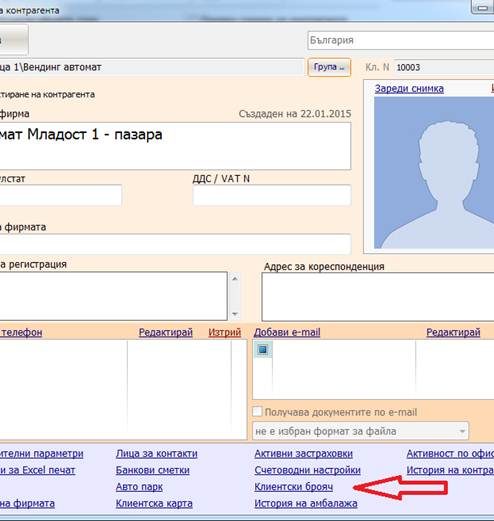 а контрагента
България
ца 1\Вендинг автомат
Група ..
Кл. N 10003
Зареди снимка
тиране на контрагента
фирма
Създаден на 22.01.2015
мат Младост 1 - пазара
лстат
ДДС / VAT N
а фирмата
а регистрация
Адрес за кореспонденция
телефон
Редактирай
Изтрий
Добави e-mail
Редактирай
Получава документите по e-mail
не е избран формат за файла
ителни параметри
Лица за контакти
Активни застраховки
Активност по офис
и за Excel печат
Банкови сметки
Счетоводни настройки
История на контра
Авто парк
Клиентски брояч
на фирмата
Клиентска карта
История на амбалажа